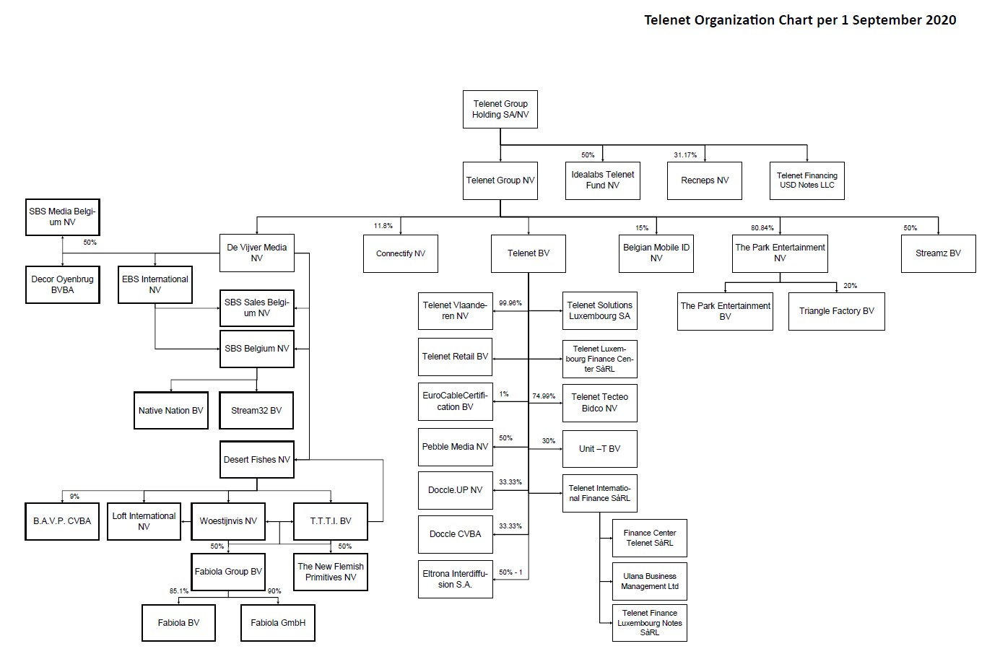 Telenet Organization Chart per 1 September 2020
Telenet Group
Holding SA/NV
50%
31.17%
Telenet Group NV
Idealabs Telenet
Fund NV
Recneps NV
Telenet Financing
USD Notes LLC
SBS Media Belgi-
um NV
50%
11.8%
15%
80.84%
50%
De Vijver Media
NV
Connectify NV
Telenet BV
Belgian Mobile ID
NV
The Park Entertainment
NV
Streamz BV
Decor Oyenbrug
BVBA
EBS International
NV
20%
The Park Entertainment
BV
Triangle Factory BV
SBS Sales Belgi-
um NV
SBS Belgium NV
Native Nation BV
Stream32 BV
Desert Fishes NV
9%
B.A.V.P. CVBA
Loft International
NV
Woestijnvis NV
T.T.T.I. BV
50%
50%
Fabiola Group BV
The New Flemish
Primitives NV
85.1%
90%
Fabiola BV
Fabiola GmbH
Telenet Vlaande-
ren NV
99.96%
Telenet Solutions
Luxembourg SA
Telenet Retail BV
Telenet Luxem-
bourg Finance Cen-
ter SàRL
EuroCableCertifi-
cation BV
1%
74.99%
Telenet Tecteo
Bidco NV
Pebble Media NV
50%
30%
Unit –T BV
Doccle.UP NV
33.33%
Telenet Internatio-
nal Finance SàRL
Doccle CVBA
33.33%
Finance Center
Telenet SàRL
Eltrona Interdiffu-
sion S.A.
50% - 1
Ulana Business
Management Ltd
Telenet Finance
Luxembourg Notes
SàRL